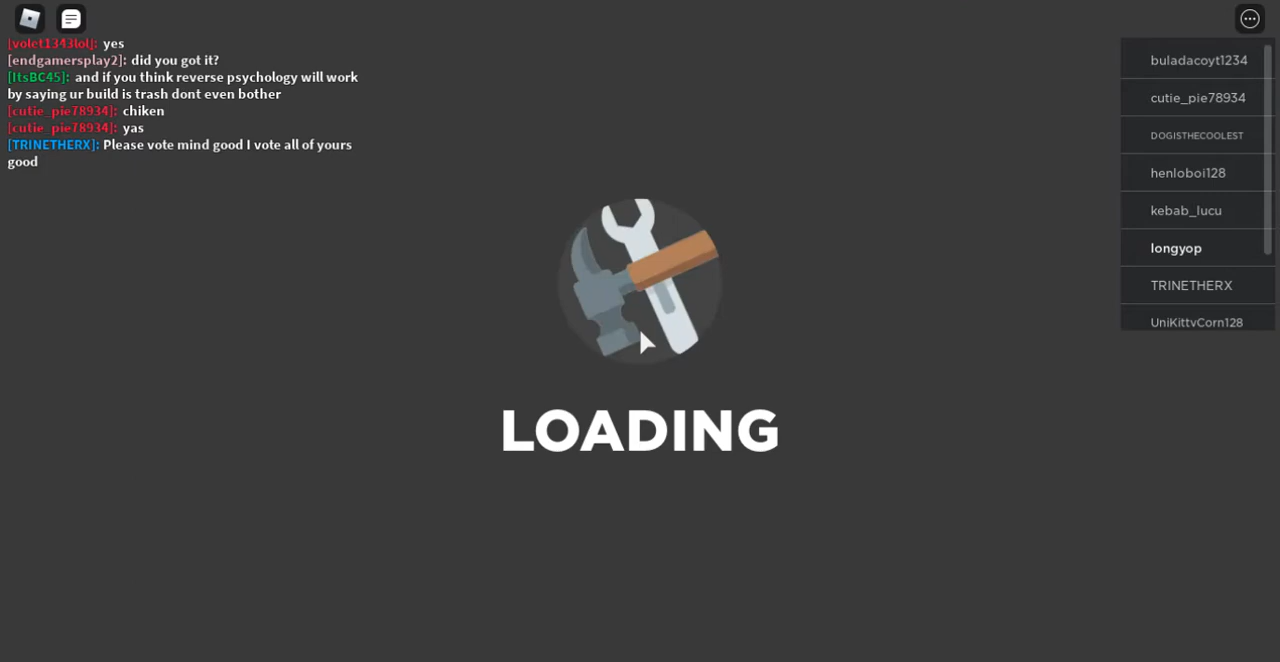 [volet1343lol]: yes
[endgamersplay2]: did you got it?
[ItsBC45]: and if you think reverse psychology will work
by saying ur build is trash dont even bother
[cutie_pie78934]: chiken
[cutie_pie78934]: yas
[TRINETHERX]: Please vote mind good I vote all of yours
good
buladacoyt1234
cutie_pie78934
DOGISTHECOOLEST
henloboi128
kebab_lucu
longyop
TRINETHERX
UniKittyCorn128
LOADING